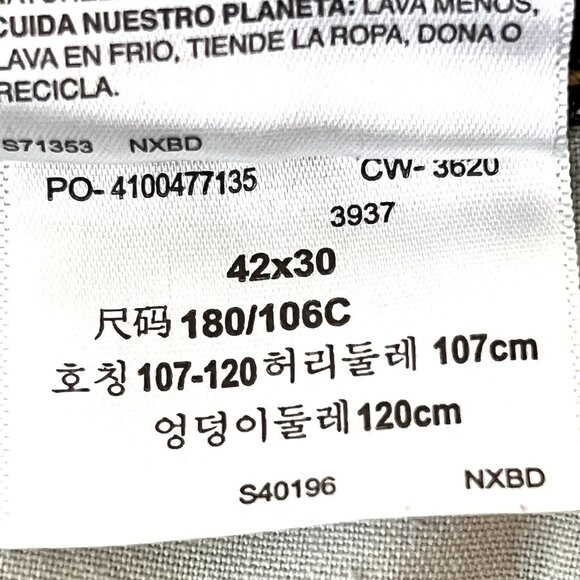 CUIDA NUESTRO PLANETA: LAVA MENOS,
LAVA EN FRIO, TIENDE LA ROPA, DONA O
RECICLA.
S71353 NXBD
PO- 4100477135 CW- 3620
3937
42x30
尺码 180/106C
호칭 107-120 허리둘레 107cm
엉덩이둘레 120cm
S40196 NXBD